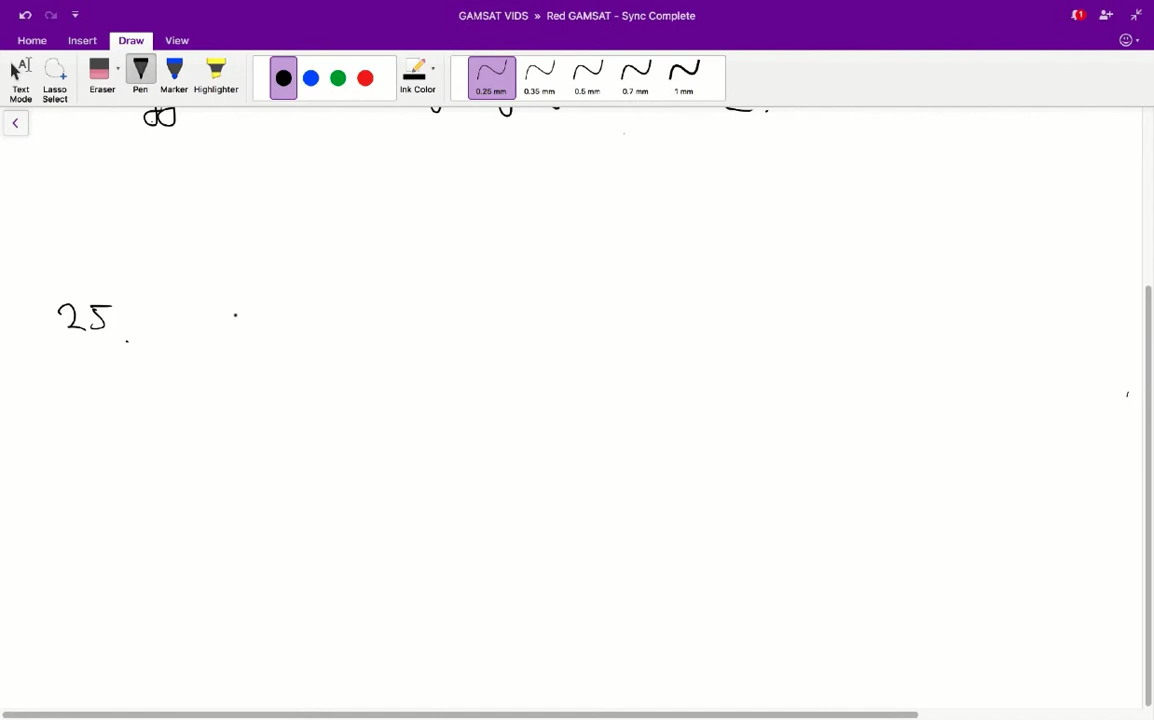 GAMSAT VIDS » Red GAMSAT - Sync Complete
1
Home Insert Draw View
Text Mode Lasso Select Eraser Pen Marker Highlighter Ink Color 0.25 mm 0.35 mm 0.5 mm 0.7 mm 1 mm
25.